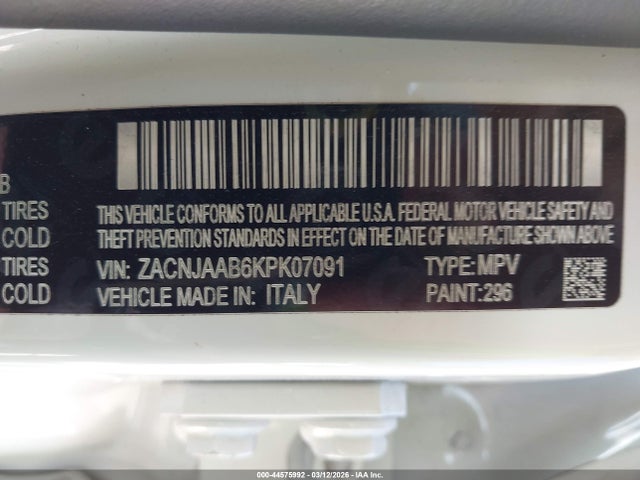 B
TIRES THIS VEHICLE CONFORMS TO ALL APPLICABLE U.S.A. FEDERAL MOTOR VEHICLE SAFETY AND
COLD THEFT PREVENTION STANDARDS IN EFFECT ON THE DATE OF MANUFACTURE SHOWN ABOVE
TIRES VIN: ZACNJAAB6KPK07091 TYPE:MPV
COLD VEHICLE MADE IN: ITALY PAINT:296
000-44575992 - 03/12/2026 - IAA, Inc.